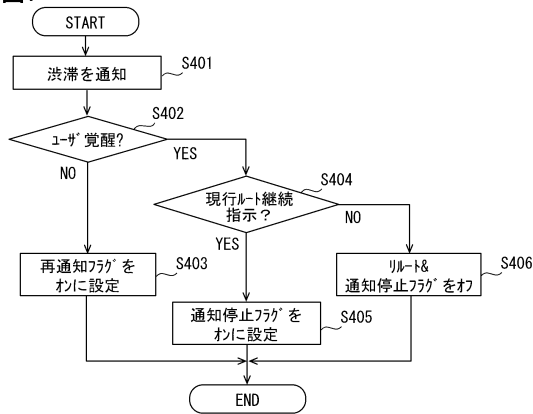 START
渋滞を通知
S401
ﾕｰｻﾞ覚醒?
S402
YES
NO
現行ﾙｰﾄ継続
指示？
S404
NO
YES
再通知ﾌﾗｸﾞを
ｵﾝに設定
S403
ﾘﾙｰﾄ&
通知停止ﾌﾗｸﾞをｵﾌ
S406
通知停止ﾌﾗｸﾞを
ｵﾝに設定
S405
END